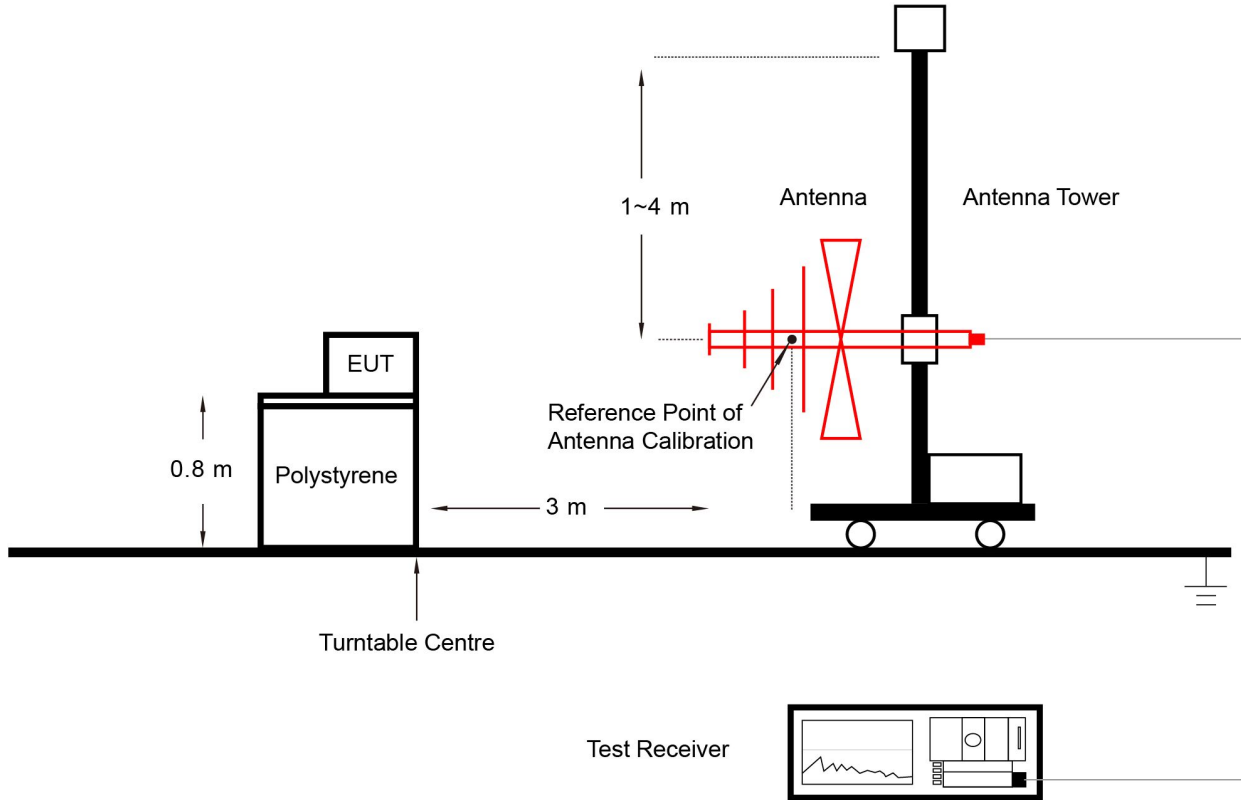 1~4 m
Antenna
Antenna Tower
EUT
Reference Point of
Antenna Calibration
0.8 m
Polystyrene
3 m
Turntable Centre
Test Receiver